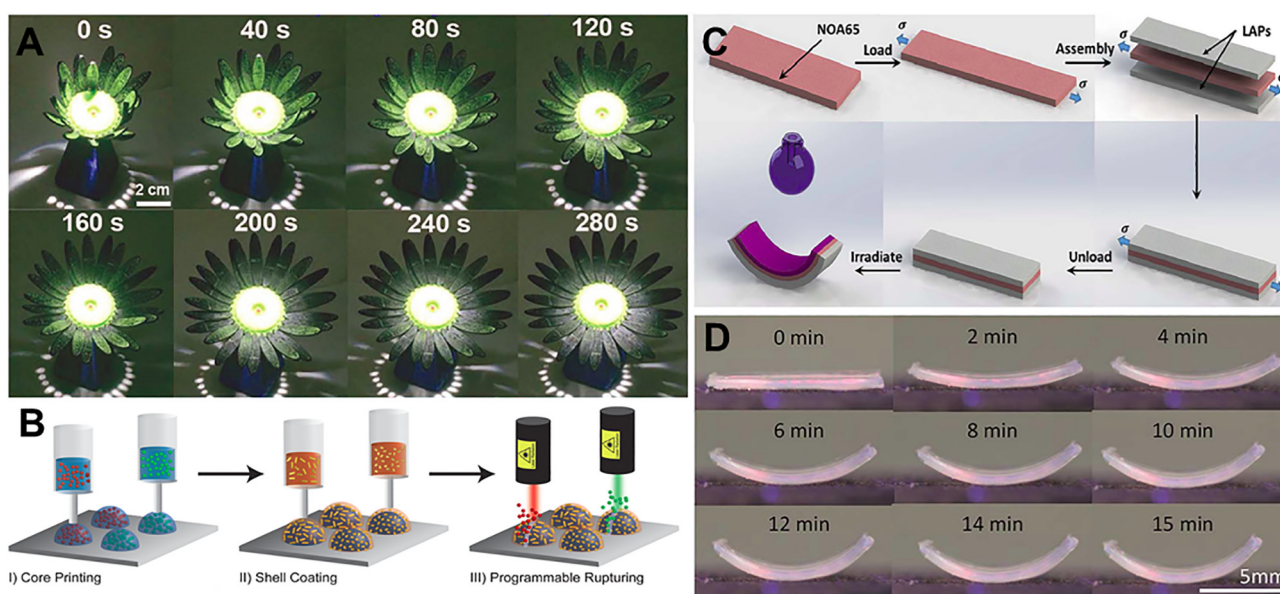 A
0 s
40 s
80 s
120 s
2 cm
160 s
200 s
240 s
280 s
B
I) Core Printing
II) Shell Coating
III) Programmable Rupturing
C
NOA65
Load
σ
σ
Assembly
LAPs
σ
σ
Irradiate
Unload
σ
D
0 min
2 min
4 min
6 min
8 min
10 min
12 min
14 min
15 min
5mm